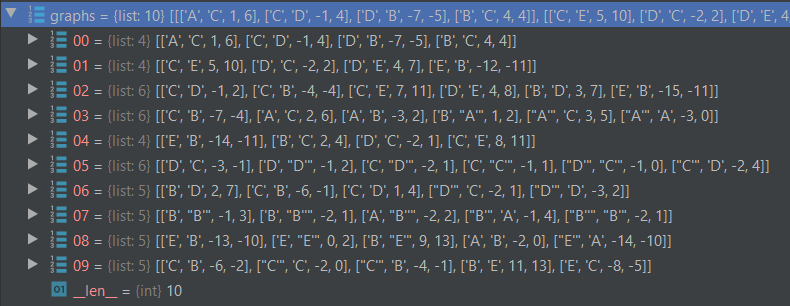 graphs = {list: 10} [[['A', 'C', 1, 6], ['C', 'D', -1, 4], ['D', 'B', -7, -5], ['B', 'C', 4, 4]], [['C', 'E', 5, 10], ['D', 'C', -2, 2], ['D', 'E', 4
00 = {list: 4} [['A', 'C', 1, 6], ['C', 'D', -1, 4], ['D', 'B', -7, -5], ['B', 'C', 4, 4]]
01 = {list: 4} [['C', 'E', 5, 10], ['D', 'C', -2, 2], ['D', 'E', 4, 7], ['E', 'B', -12, -11]]
02 = {list: 6} [['C', 'D', -1, 2], ['C', 'B', -4, -4], ['C', 'E', 7, 11], ['D', 'E', 4, 8], ['B', 'D', 3, 7], ['E', 'B', -15, -11]]
03 = {list: 6} [['C', 'B', -7, -4], ['A', 'C', 2, 6], ['A', 'B', -3, 2], ['B', "A'", 1, 2], ["A'", 'C', 3, 5], ["A'", 'A', -3, 0]]
04 = {list: 4} [['E', 'B', -14, -11], ['B', 'C', 2, 4], ['D', 'C', -2, 1], ['C', 'E', 8, 11]]
05 = {list: 6} [['D', 'C', -3, -1], ['D', "D'", -1, 2], ['C', "D'", -2, 1], ['C', "C'", -1, 1], ["D'", "C'", -1, 0], ["C'", 'D', -2, 4]]
06 = {list: 5} [['B', 'D', 2, 7], ['C', 'B', -6, -1], ['C', 'D', 1, 4], ["D'", 'C', -2, 1], ["D'", 'D', -3, 2]]
07 = {list: 5} [['B', "B'", -1, 3], ['B', "B''", -2, 1], ['A', "B''", -2, 2], ["B'", 'A', -1, 4], ["B''", "B'", -2, 1]]
08 = {list: 5} [['E', 'B', -13, -10], ['E', "E'", 0, 2], ['B', "E'", 9, 13], ['A', 'B', -2, 0], ["E'", 'A', -14, -10]]
09 = {list: 5} [['C', 'B', -6, -2], ["C'", 'C', -2, 0], ["C'", 'B', -4, -1], ['B', 'E', 11, 13], ['E', 'C', -8, -5]]
01 __len__ = {int} 10